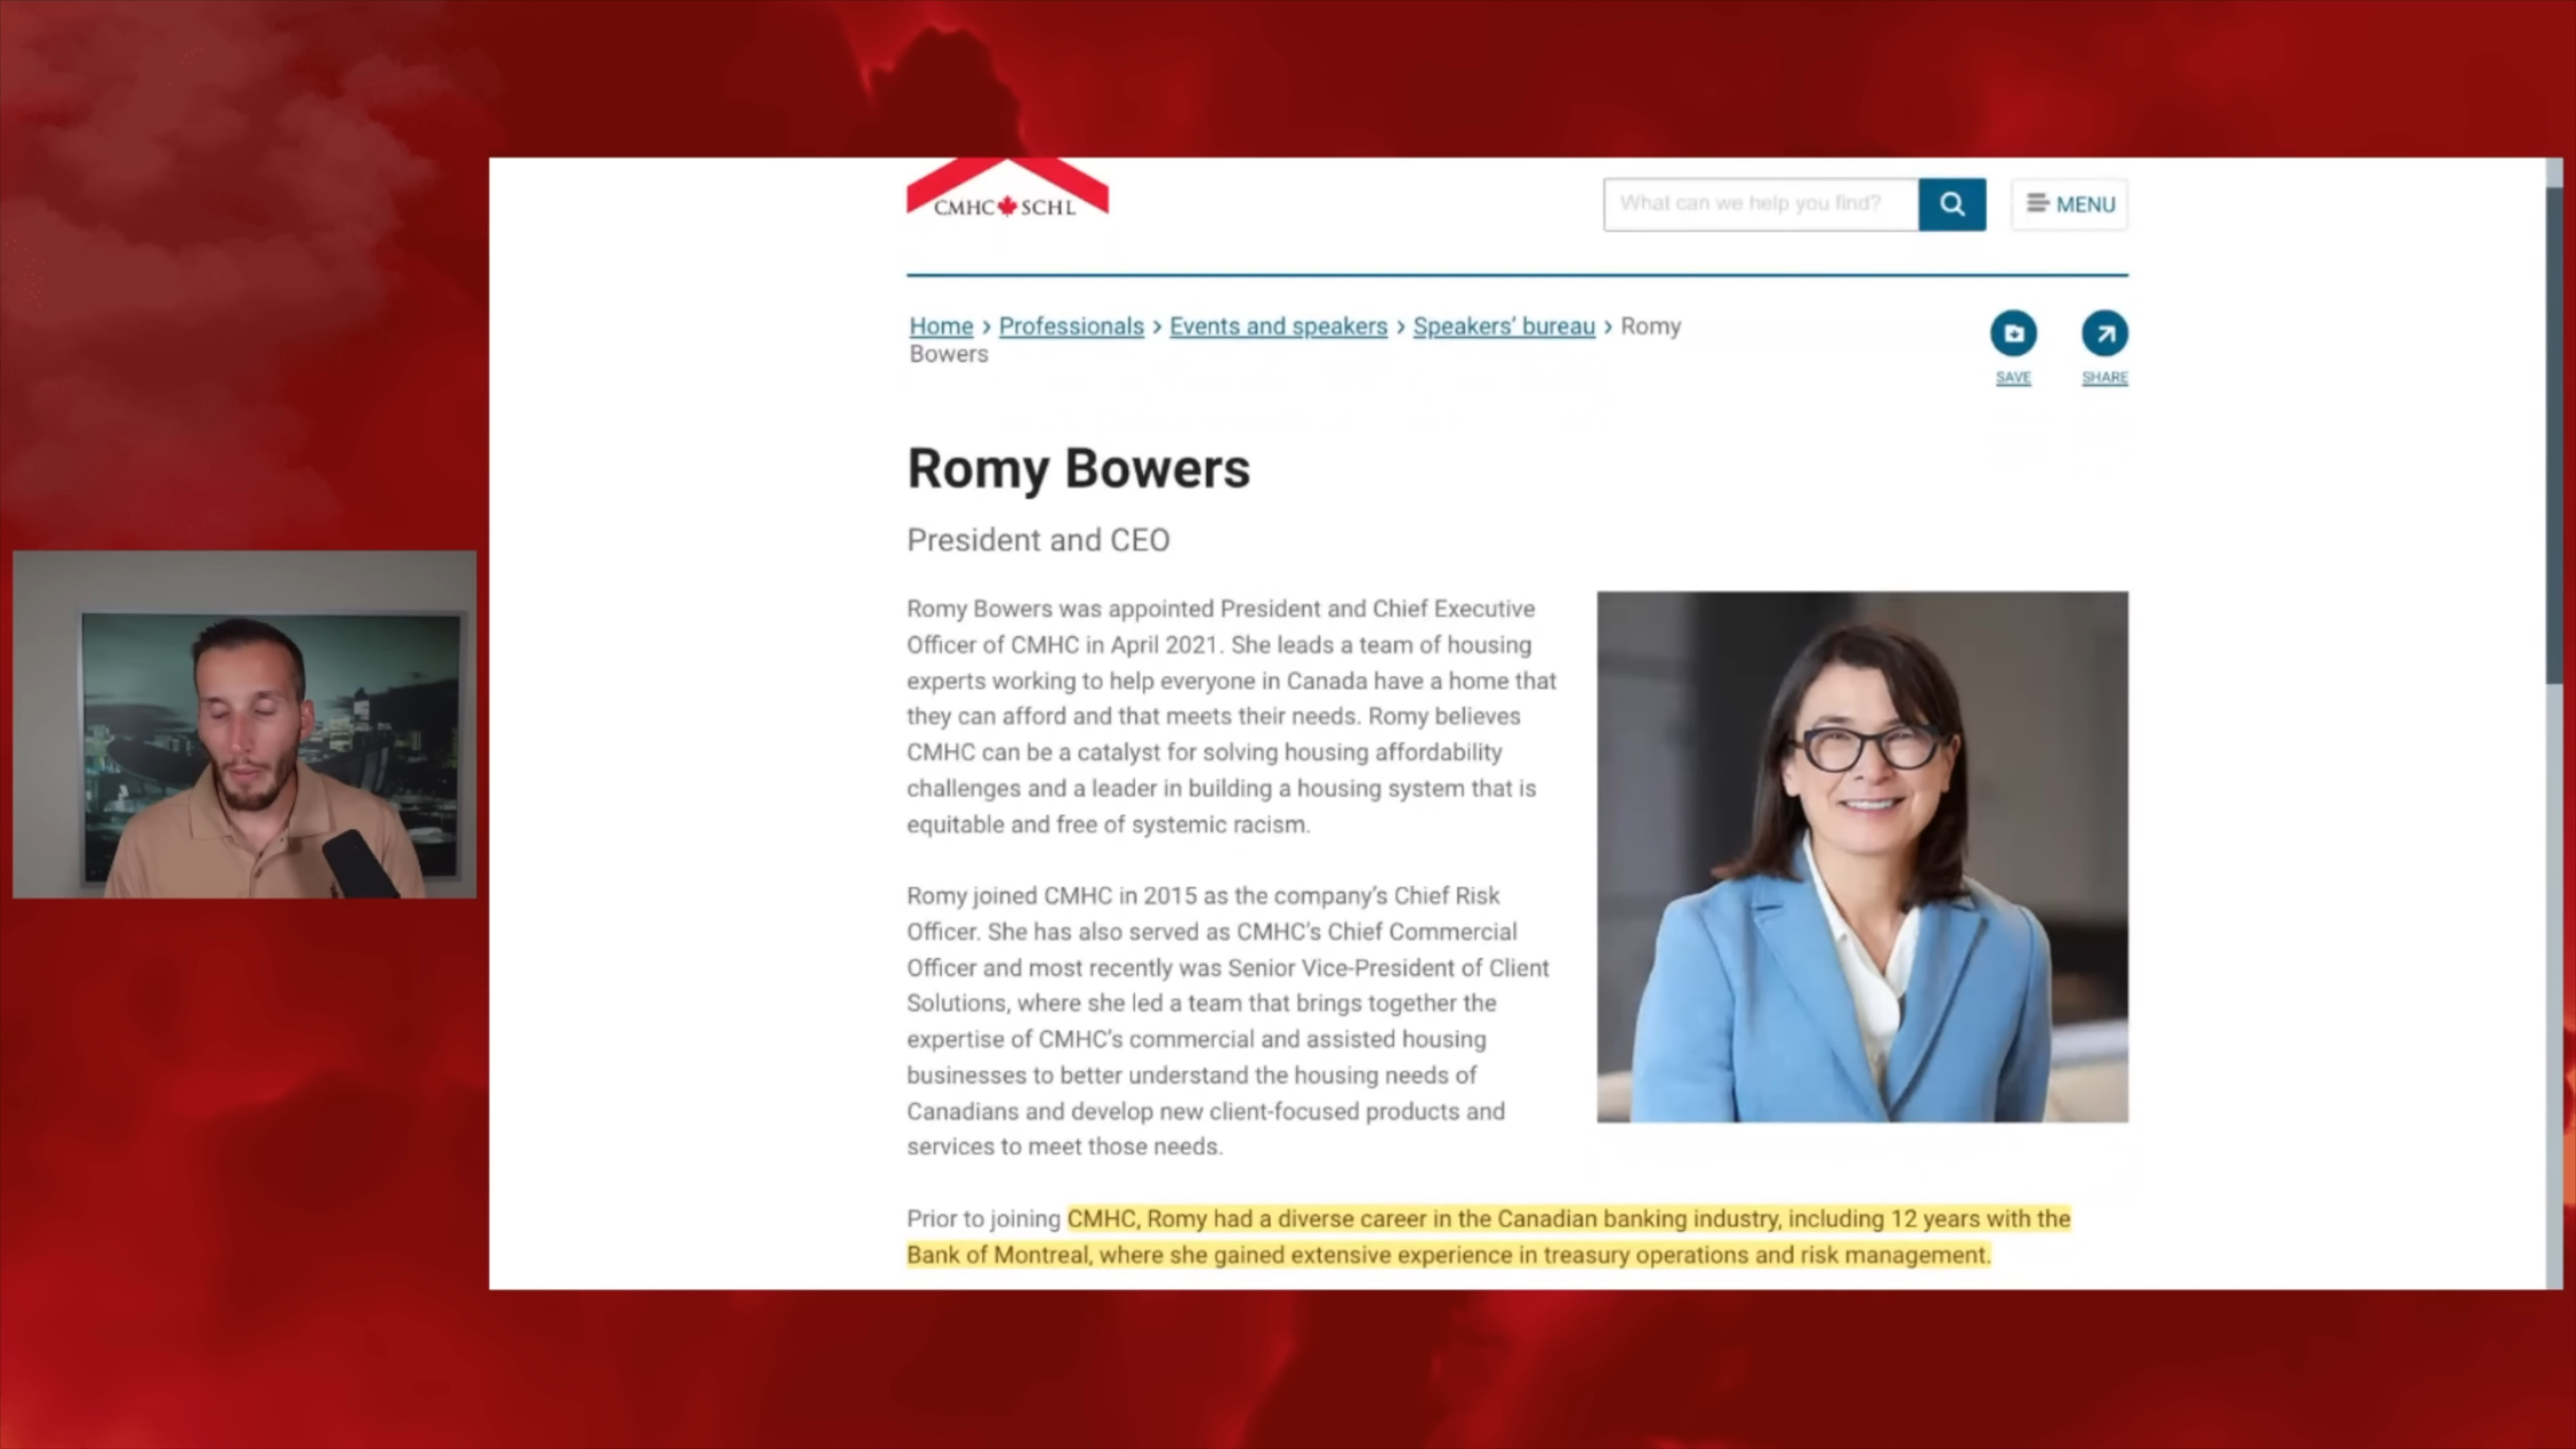 CMHC SCHL
What can we help you find?
MENU
Home > Professionals > Events and speakers > Speakers' bureau > Romy
Bowers
SAVE
SHARE
Romy Bowers
President and CEO
Romy Bowers was appointed President and Chief Executive
Officer of CMHC in April 2021. She leads a team of housing
experts working to help everyone in Canada have a home that
they can afford and that meets their needs. Romy believes
CMHC can be a catalyst for solving housing affordability
challenges and a leader in building a housing system that is
equitable and free of systemic racism.
Romy joined CMHC in 2015 as the company's Chief Risk
Officer. She has also served as CMHC's Chief Commercial
Officer and most recently was Senior Vice-President of Client
Solutions, where she led a team that brings together the
expertise of CMHC's commercial and assisted housing
businesses to better understand the housing needs of
Canadians and develop new client-focused products and
services to meet those needs.
Prior to joining CMHC, Romy had a diverse career in the Canadian banking industry, including 12 years with the
Bank of Montreal, where she gained extensive experience in treasury operations and risk management.